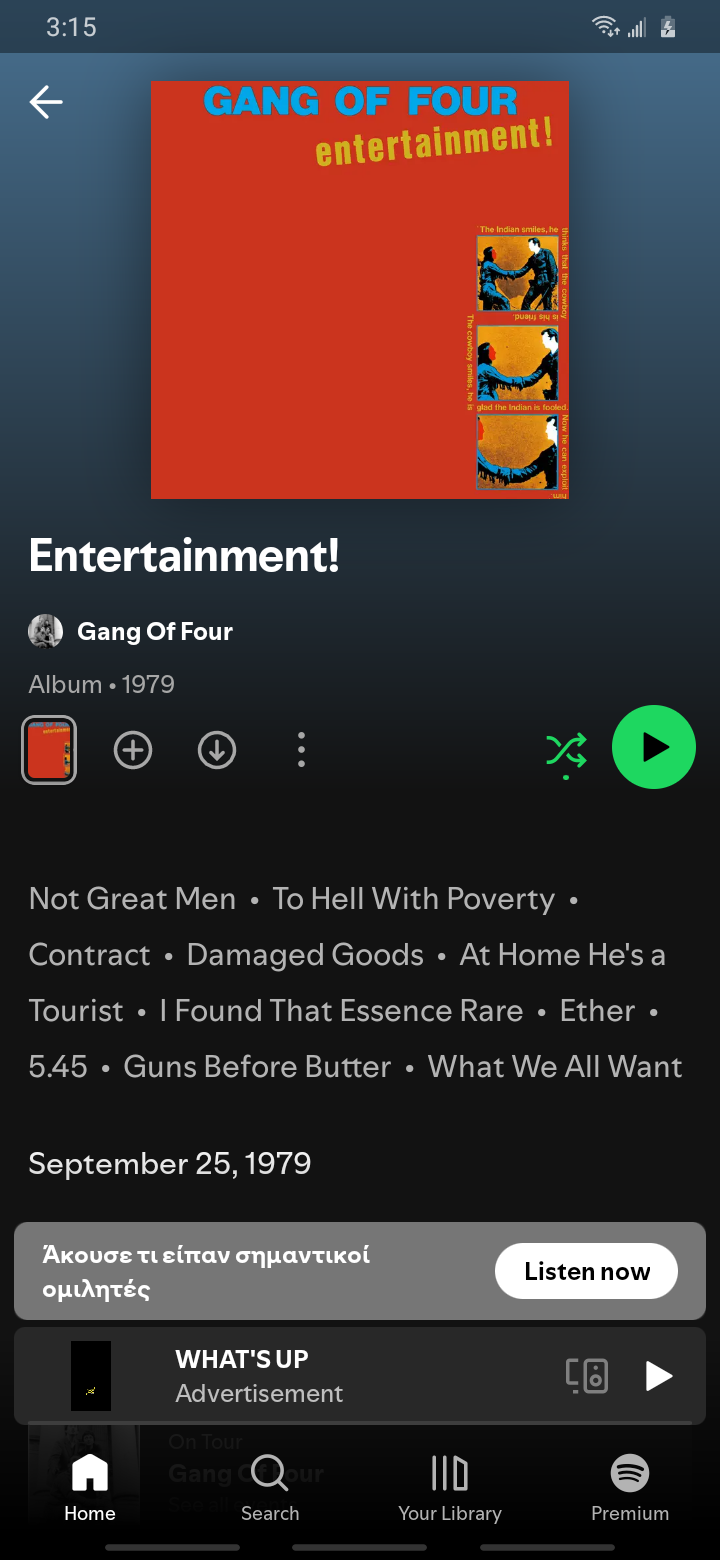 3:15
GANG OF FOUR
entertainment!
The Indian smiles, he
thinks that the cowboy
is his friend.
The cowboy smiles, he is
glad the Indian is fooled.
Now he can exploit
him.
Entertainment!
Gang Of Four
Album • 1979
Not Great Men • To Hell With Poverty •
Contract • Damaged Goods • At Home He's a
Tourist • I Found That Essence Rare • Ether •
5.45 • Guns Before Butter • What We All Want
September 25, 1979
Άκουσε τι είπαν σημαντικοί
ομιλητές
Listen now
WHAT'S UP
Advertisement
On Tour
Gang Of Four
Home
Search
Your Library
Premium